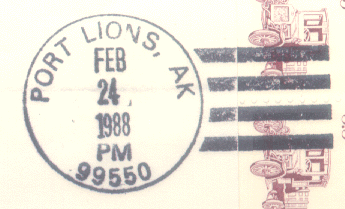 PORT LIONS, AK
FEB
24
1988
PM
99550